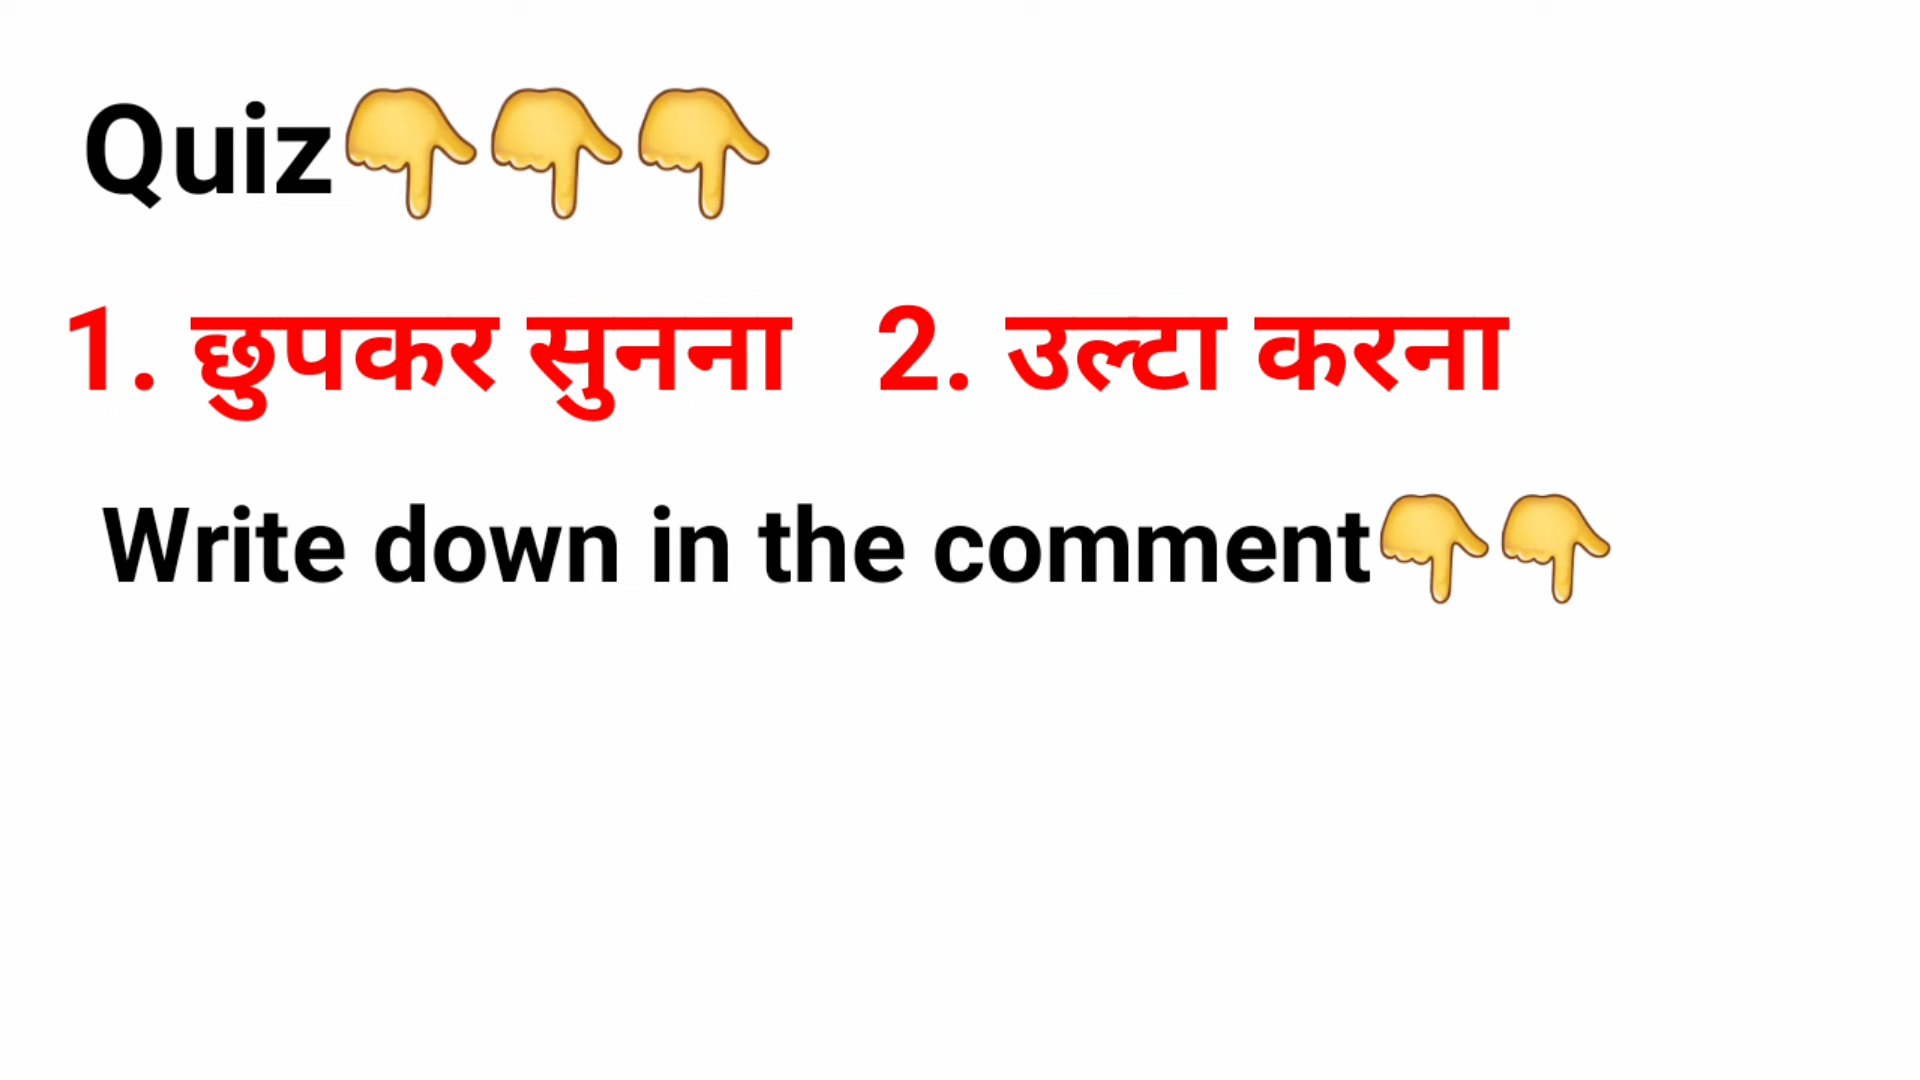 Quiz👇👇👇
1. छुपकर सुनना 2. उल्टा करना
Write down in the comment👇👇